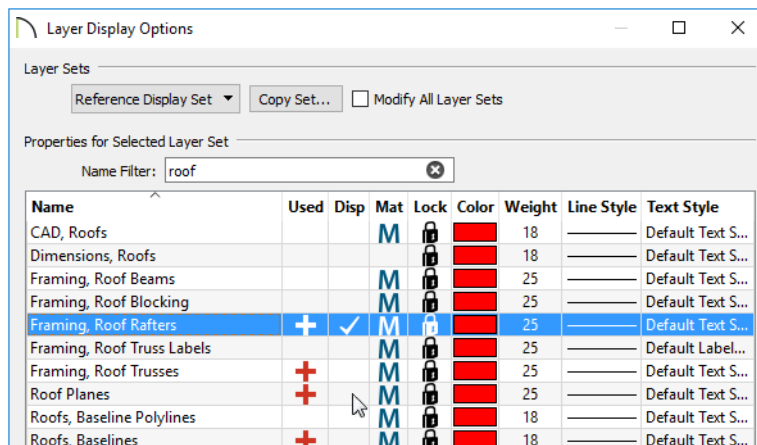 Layer Display Options
Layer Sets
Reference Display Set Copy Set... Modify All Layer Sets
Properties for Selected Layer Set
Name Filter: roof
Name Used Disp Mat Lock Color Weight Line Style Text Style
CAD, Roofs M 18 Default Text S...
Dimensions, Roofs 18 Default Text S...
Framing, Roof Beams M 25 Default Text S...
Framing, Roof Blocking M 25 Default Text S...
Framing, Roof Rafters M 25 Default Text S...
Framing, Roof Truss Labels M 25 Default Label...
Framing, Roof Trusses M 25 Default Text S...
Roof Planes M 25 Default Text S...
Roofs, Baseline Polylines M 18 Default Text S...
Roofs, Baselines M 18 Default Text S...